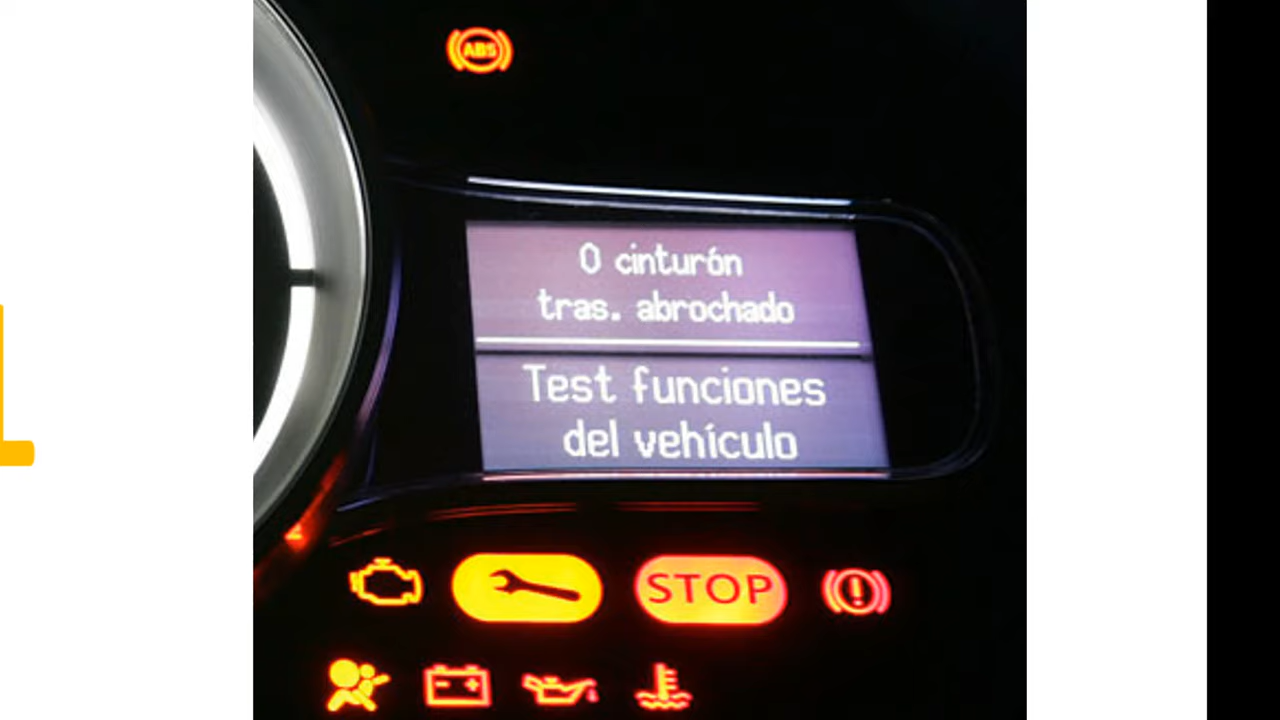 ABS
0 cinturón
tras. abrochado
Test funciones
del vehículo
STOP